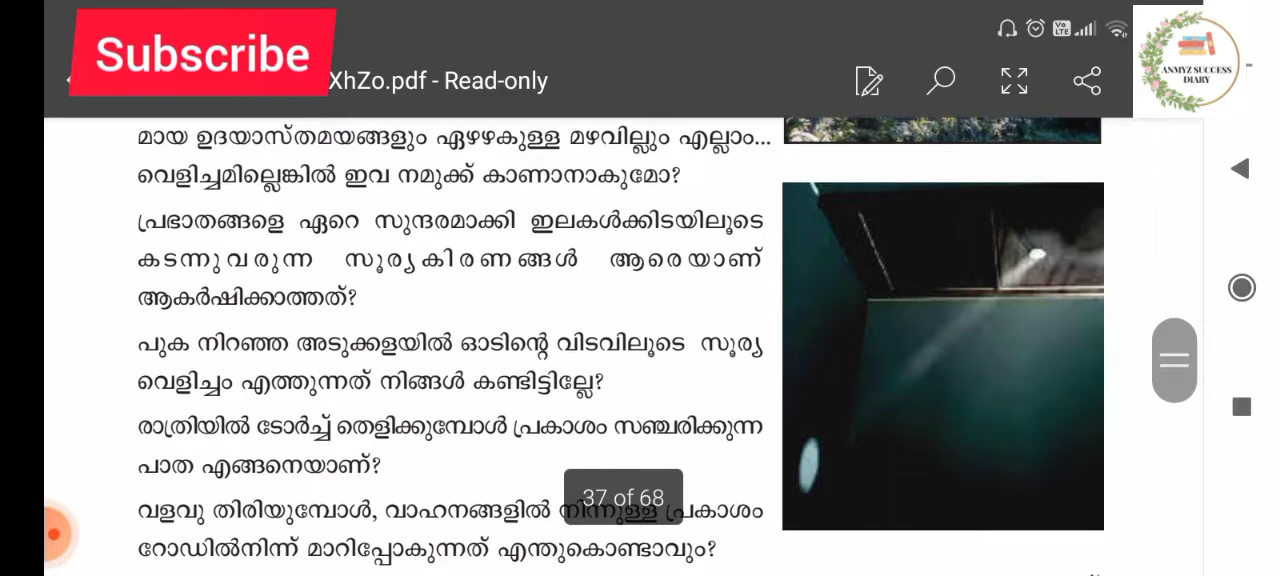 Subscribe
XhZo.pdf - Read-only
ANMYZ SUCCESS
DIARY
മായ ഉദയാസ്തമയങ്ങളും ഏഴഴകുള്ള മഴവില്ലും എല്ലാം...
വെളിച്ചമില്ലെങ്കിൽ ഇവ നമുക്ക് കാണാനാകുമോ?
പ്രഭാതങ്ങളെ ഏറെ സുന്ദരമാക്കി ഇലകൾക്കിടയിലൂടെ
കടന്നുവരുന്ന സൂര്യകിരണങ്ങൾ ആരെയാണ്
ആകർഷിക്കാത്തത്?
പുക നിറഞ്ഞ അടുക്കളയിൽ ഓടിന്റെ വിടവിലൂടെ സൂര്യ
വെളിച്ചം എത്തുന്നത് നിങ്ങൾ കണ്ടിട്ടില്ലേ?
രാത്രിയിൽ ടോർച്ച് തെളിക്കുമ്പോൾ പ്രകാശം സഞ്ചരിക്കുന്ന
പാത എങ്ങനെയാണ്?
37 of 68
വളവു തിരിയുമ്പോൾ, വാഹനങ്ങളിൽ നിന്നുള്ള പ്രകാശം
റോഡിൽനിന്ന് മാറിപ്പോകുന്നത് എന്തുകൊണ്ടാവും?